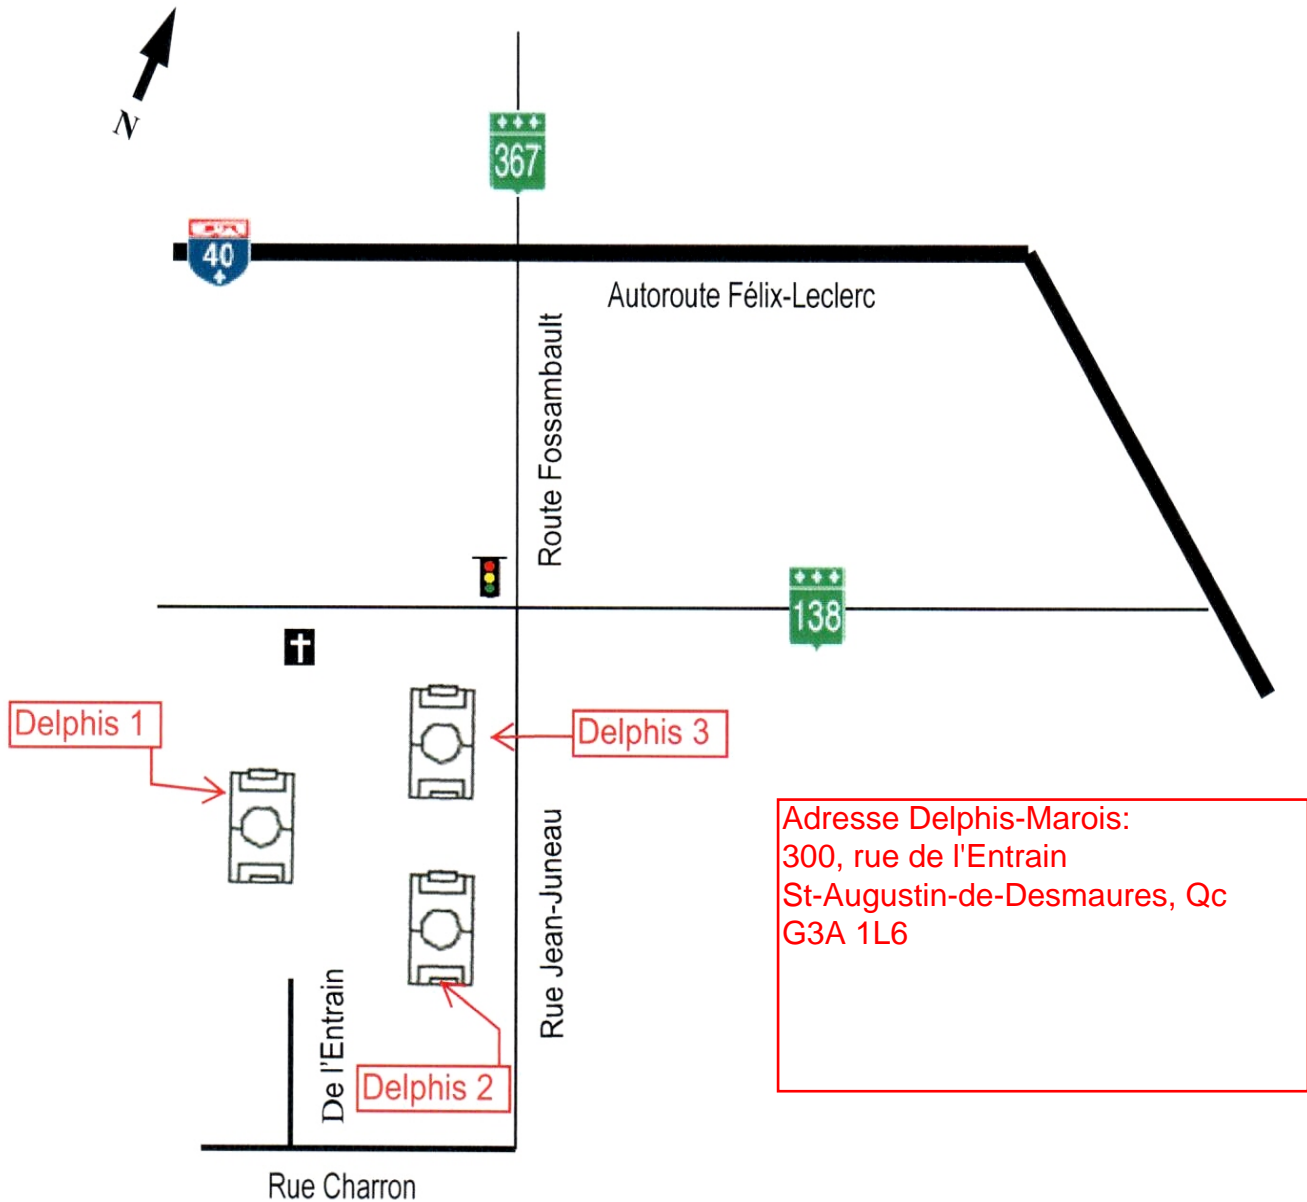 N
367
40
Autoroute Félix-Leclerc
Route Fossambault
138
Delphis 1
Delphis 3
Adresse Delphis-Marois:
300, rue de l'Entrain
St-Augustin-de-Desmaures, Qc
G3A 1L6
Rue Jean-Juneau
De l'Entrain
Delphis 2
Rue Charron